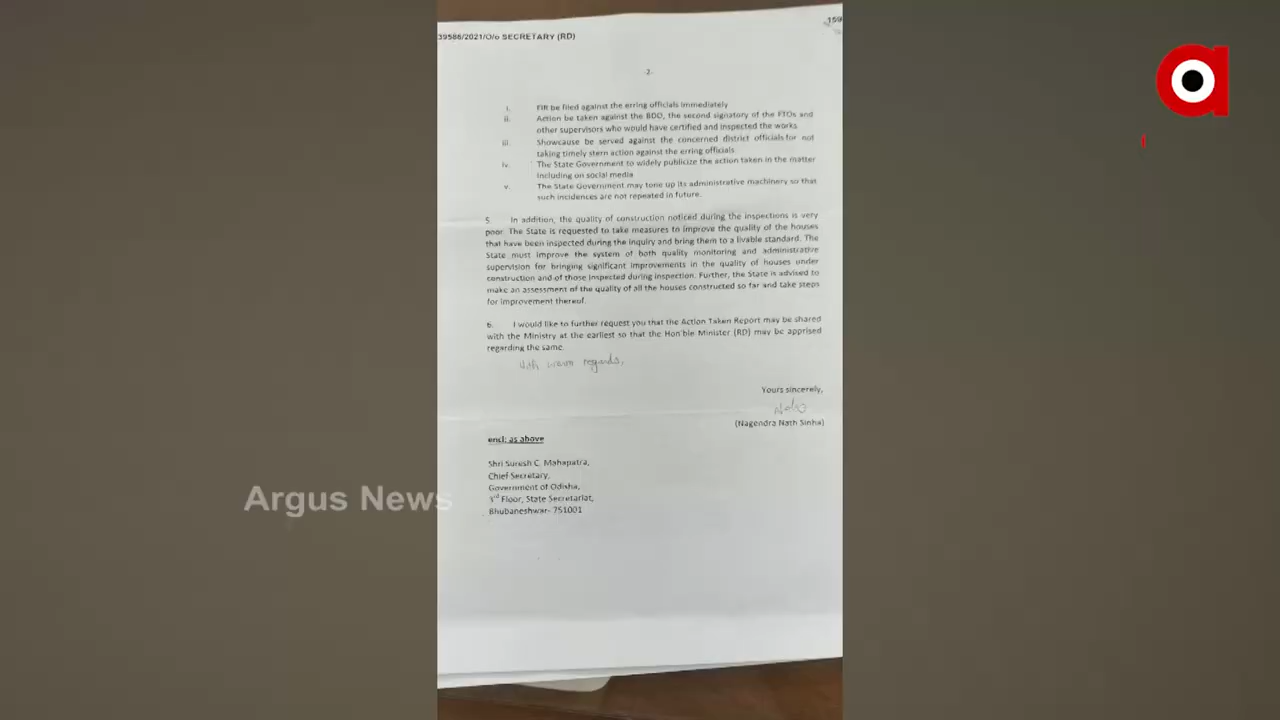 39586/2021/O/o SECRETARY (RD)
159
2.
i. FIR be filed against the erring officials immediately
ii. Action be taken against the BDO, the second signatory of the FTOs and
other supervisors who would have certified and inspected the works
iii. Showcause be served against the concerned district officials for not
taking timely stern action against the erring officials
iv. The State Government to widely publicize the action taken in the matter
including on social media
v. The State Government may tone up its administrative machinery so that
such incidences are not repeated in future.
5. In addition, the quality of construction noticed during the inspections is very
poor. The State is requested to take measures to improve the quality of the houses
that have been inspected during the inquiry and bring them to a livable standard. The
State must improve the system of both quality monitoring and administrative
supervision for bringing significant improvements in the quality of houses under
construction and of those inspected during inspection. Further, the State is advised to
make an assessment of the quality of all the houses constructed so far and take steps
for improvement thereof.
6. I would like to further request you that the Action Taken Report may be shared
with the Ministry at the earliest so that the Hon'ble Minister (RD) may be apprised
regarding the same.
With warm regards,
Yours sincerely,
(Nagendra Nath Sinha)
encl: as above
Shri Suresh C. Mahapatra,
Chief Secretary,
Government of Odisha,
3rd Floor, State Secretariat,
Bhubaneshwar- 751001
Argus News